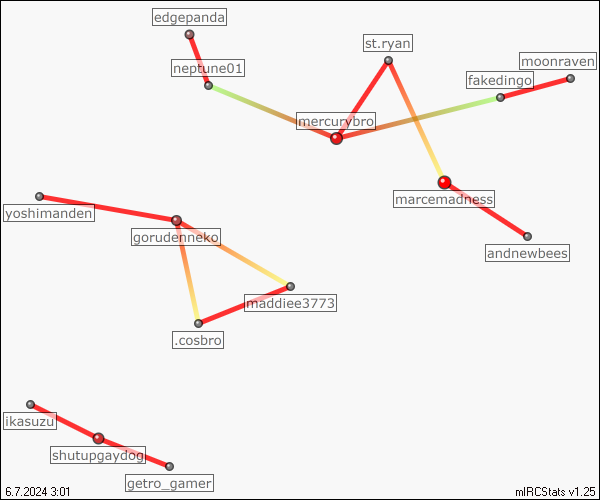 edgepanda
st.ryan
moonraven
neptune01
fakedingo
mercurybro
marcemadness
yoshimanden
gorudenneko
andnewbees
maddiee3773
.cosbro
ikasuzu
shutupgaydog
getro_gamer
6.7.2024 3:01
mIRCStats v1.25